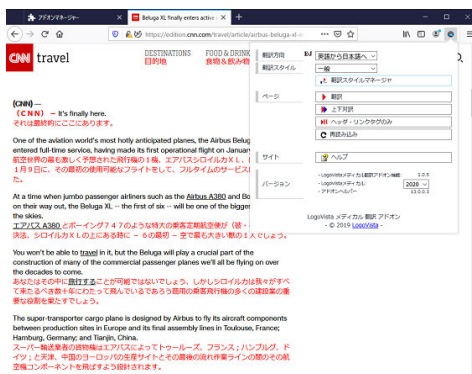 アドオンマネージャー
Beluga XL finally enters active
https://edition.cnn.com/travel/article/airbus-beluga-xl-
CNN travel
DESTINATIONS
目的地
FOOD & DRINK
食物&飲み物
翻訳方向
EJ 英語から日本語へ
翻訳スタイル
一般
翻訳スタイルマネージャ
ページ
翻訳
上下対訳
ヘッダ・リンクタグのみ
再読み込み
サイト
ヘルプ
バージョン
- LogoVistaメディカル翻訳アドオン機能: 1.0.5
- LogoVistaメディカル: 2020
- アドオンヘルパー 13.0.0.3
LogoVista メディカル 翻訳 アドオン
- © 2019 LogoVista -
(CNN) —
(CNN) — It's finally here.
それは最終的にここにあります。
One of the aviation world's most hotly anticipated planes, the Airbus Belug
entered full-time service, having made its first operational flight on January
航空世界の最も激しく予想された飛行機の1機、エアバスシロイルカXL、
1月9日に、その最初の使用可能なフライトをして、フルタイムのサービスに
た。
At a time when jumbo passenger airliners such as the Airbus A380 and Bo
on their way out, the Beluga XL -- the first of six -- will be one of the bigges
the skies.
エアバス A380 とボーイング747のような特大の乗客定期航空便が(彼・
決法、シロイルカXLの上にある時に - 6の最初 - 空で最も大きい獣の1人でしょう。
You won't be able to travel in it, but the Beluga will play a crucial part of the
construction of many of the commercial passenger planes we'll all be flying on over
the decades to come.
あなたはその中に旅行することが可能ではないでしょう、しかしシロイルカは我々がすべ
て来るべき数十年にわたって飛んでいるであろう商用の乗客飛行機の多くの建設業の重
要な役割を果たすでしょう。
The super-transporter cargo plane is designed by Airbus to fly its aircraft components
between production sites in Europe and its final assembly lines in Toulouse, France;
Hamburg, Germany; and Tianjin, China.
スーパー輸送業者の貨物機はエアバスによってトゥールーズ、フランス;ハンブルグ、ド
イツ;と天津、中国のヨーロッパの生産サイトとその最後の流れ作業ラインの間のその航
空機コンポーネントを飛ばすよう設計されます。